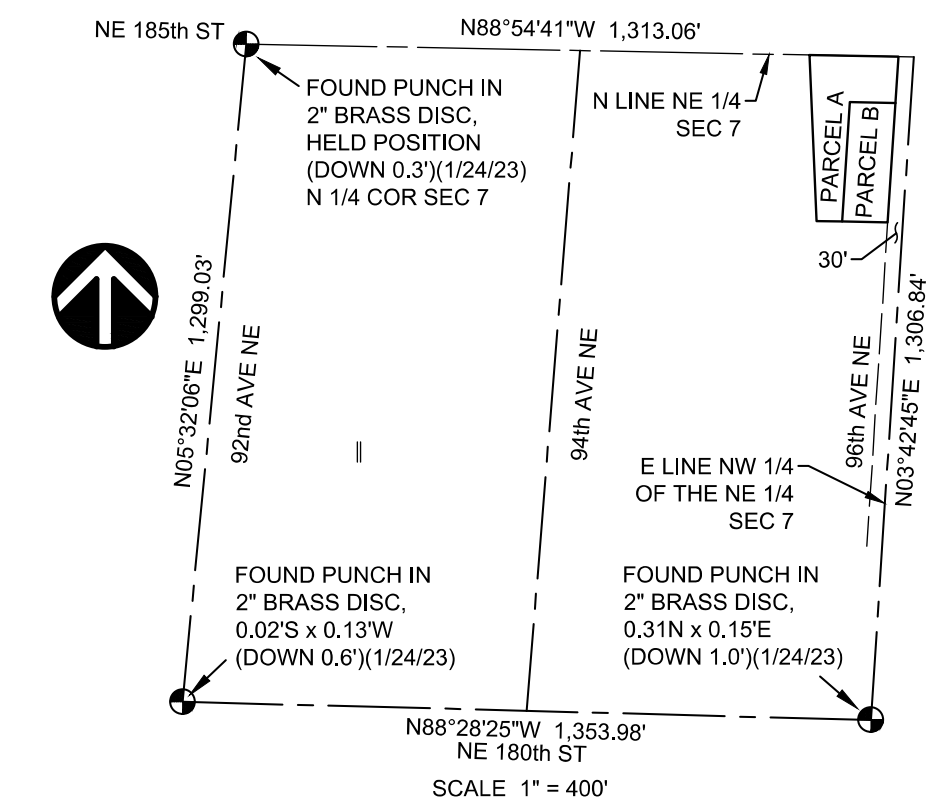 NE 185th ST
N88°54'41"W 1,313.06'
FOUND PUNCH IN
2" BRASS DISC,
HELD POSITION
(DOWN 0.3')(1/24/23)
N 1/4 COR SEC 7
N LINE NE 1/4
SEC 7
PARCEL A
PARCEL B
30'
N05°32'06"E 1,299.03'
92nd AVE NE
94th AVE NE
96th AVE NE
N03°42'45"E 1,306.84'
E LINE NW 1/4
OF THE NE 1/4
SEC 7
FOUND PUNCH IN
2" BRASS DISC,
0.02'S x 0.13'W
(DOWN 0.6')(1/24/23)
FOUND PUNCH IN
2" BRASS DISC,
0.31N x 0.15'E
(DOWN 1.0')(1/24/23)
N88°28'25"W 1,353.98'
NE 180th ST
SCALE 1" = 400'